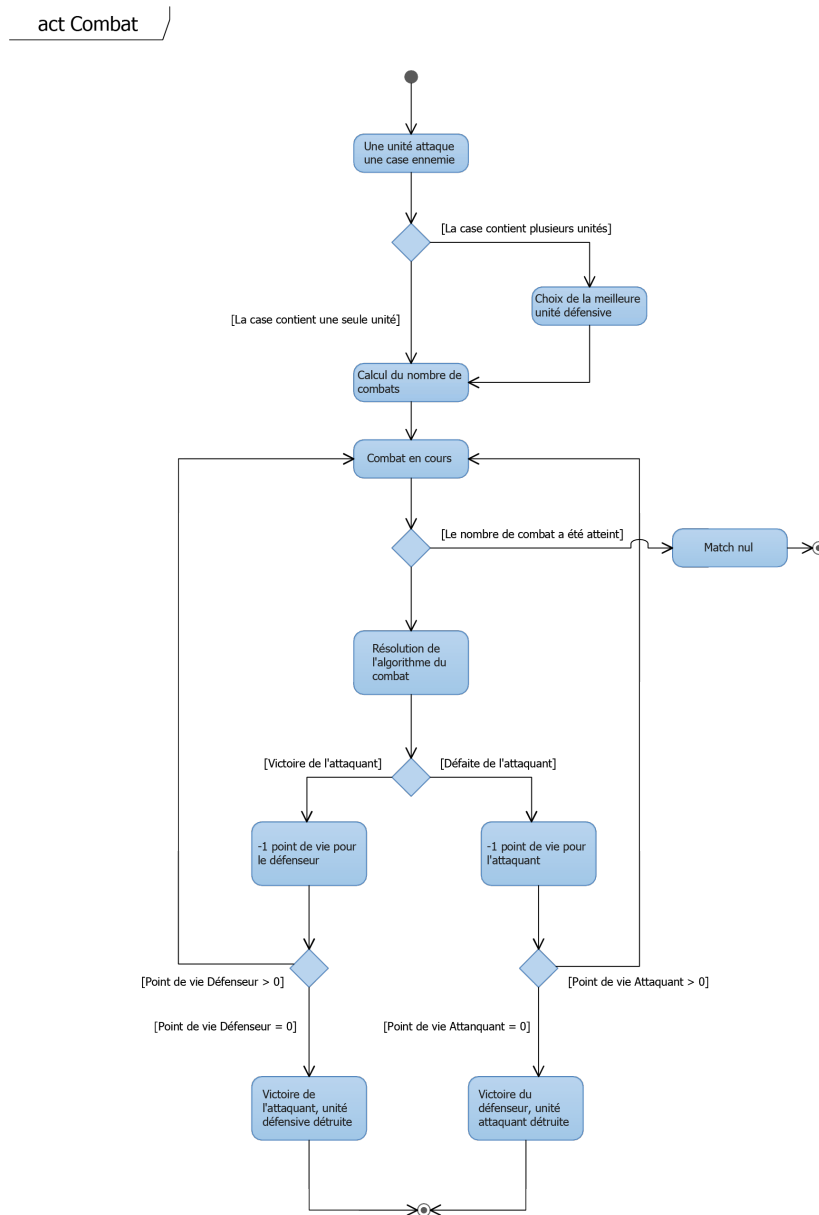 act Combat
Une unité attaque
une case ennemie
[La case contient plusieurs unités]
Choix de la meilleure
unité défensive
[La case contient une seule unité]
Calcul du nombre de
combats
Combat en cours
[Le nombre de combat a été atteint]
Match nul
Résolution de
l'algorithme du
combat
[Victoire de l'attaquant]
[Défaite de l'attaquant]
-1 point de vie pour
le défenseur
-1 point de vie pour
l'attaquant
[Point de vie Défenseur > 0]
[Point de vie Attaquant > 0]
[Point de vie Défenseur = 0]
[Point de vie Attanquant = 0]
Victoire de
l'attaquant, unité
défensive détruite
Victoire du
défenseur, unité
attaquant détruite